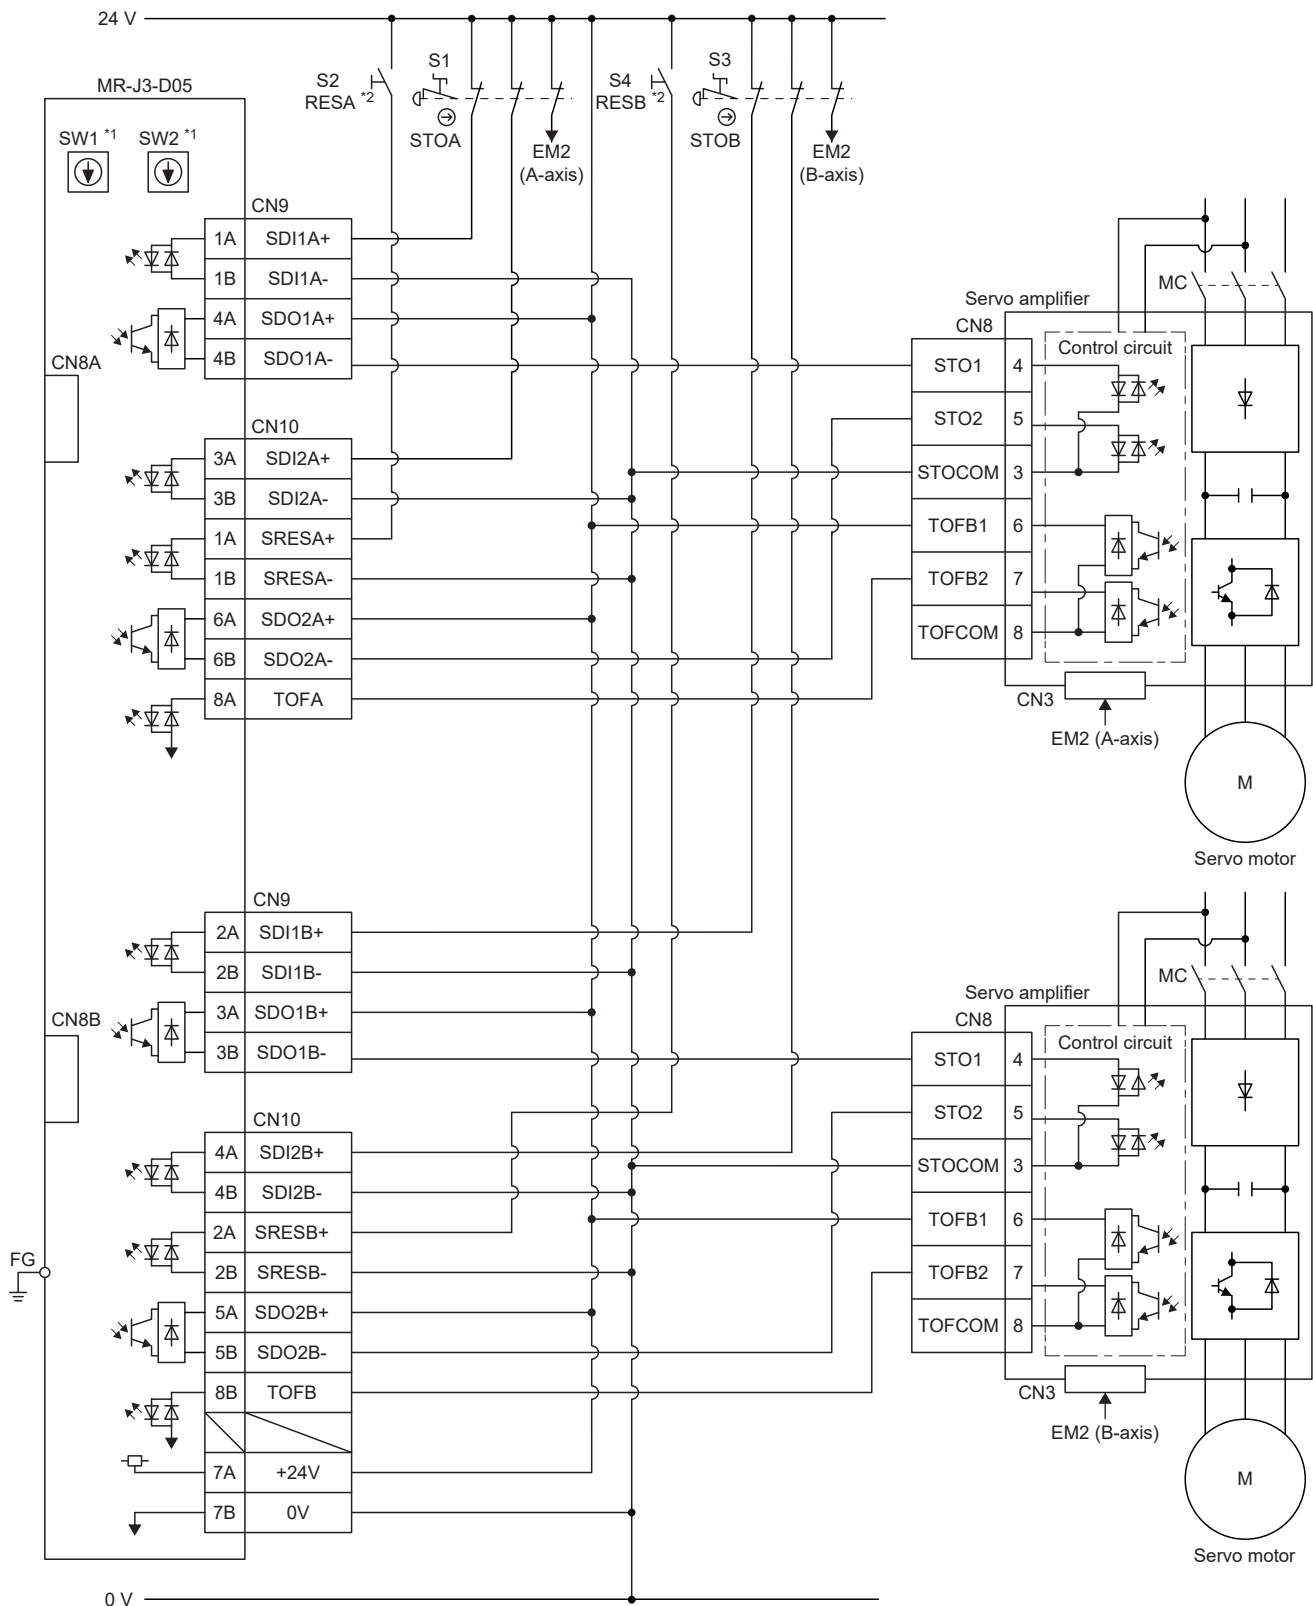 24 V
MR-J3-D05
SW1 *1
SW2 *1
S2
RESA *2
S1
STOA
EM2
(A-axis)
S4
RESB *2
S3
STOB
EM2
(B-axis)
CN9
1A SDI1A+
1B SDI1A-
4A SDO1A+
4B SDO1A-
CN8A
CN10
3A SDI2A+
3B SDI2A-
1A SRESA+
1B SRESA-
6A SDO2A+
6B SDO2A-
8A TOFA
MC
Servo amplifier
CN8
Control circuit
STO1 4
STO2 5
STOCOM 3
TOFB1 6
TOFB2 7
TOFCOM 8
CN3
EM2 (A-axis)
M
Servo motor
CN9
2A SDI1B+
2B SDI1B-
3A SDO1B+
3B SDO1B-
CN8B
CN10
4A SDI2B+
4B SDI2B-
2A SRESB+
2B SRESB-
5A SDO2B+
5B SDO2B-
8B TOFB
7A +24V
7B 0V
FG
MC
Servo amplifier
CN8
Control circuit
STO1 4
STO2 5
STOCOM 3
TOFB1 6
TOFB2 7
TOFCOM 8
CN3
EM2 (B-axis)
M
Servo motor
0 V